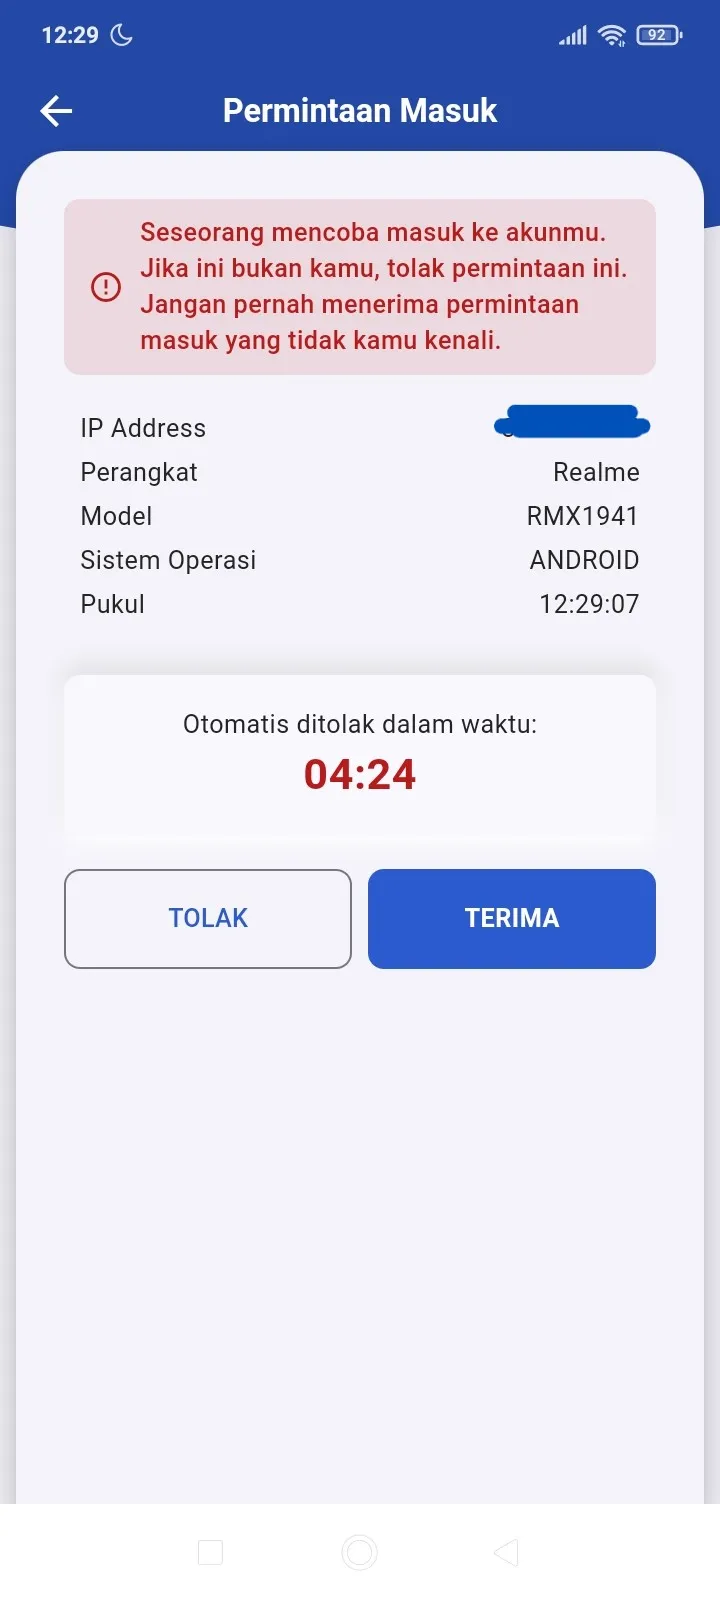 12:29
92
Permintaan Masuk
Seseorang mencoba masuk ke akunmu.
Jika ini bukan kamu, tolak permintaan ini.
Jangan pernah menerima permintaan
masuk yang tidak kamu kenali.
IP Address
Perangkat Realme
Model RMX1941
Sistem Operasi ANDROID
Pukul 12:29:07
Otomatis ditolak dalam waktu:
04:24
TOLAK TERIMA